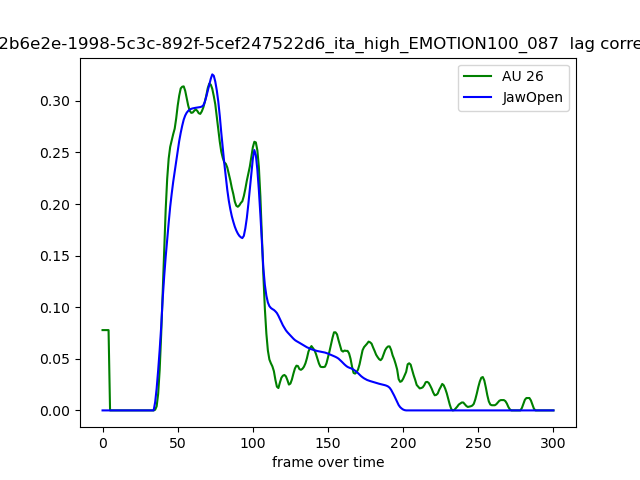 2b6e2e-1998-5c3c-892f-5cef247522d6_ita_high_EMOTION100_087  lag corre
AU 26
JawOpen
0.30
0.25
0.20
0.15
0.10
0.05
0.00
0 50 100 150 200 250 300
frame over time